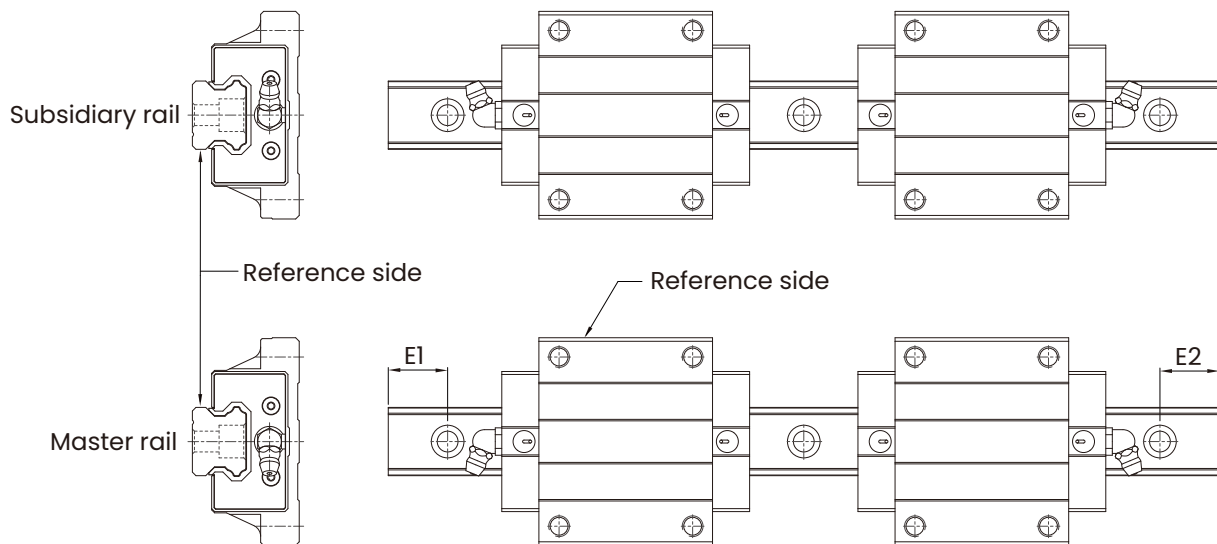 Subsidiary rail
Reference side
Reference side
E1
E2
Master rail